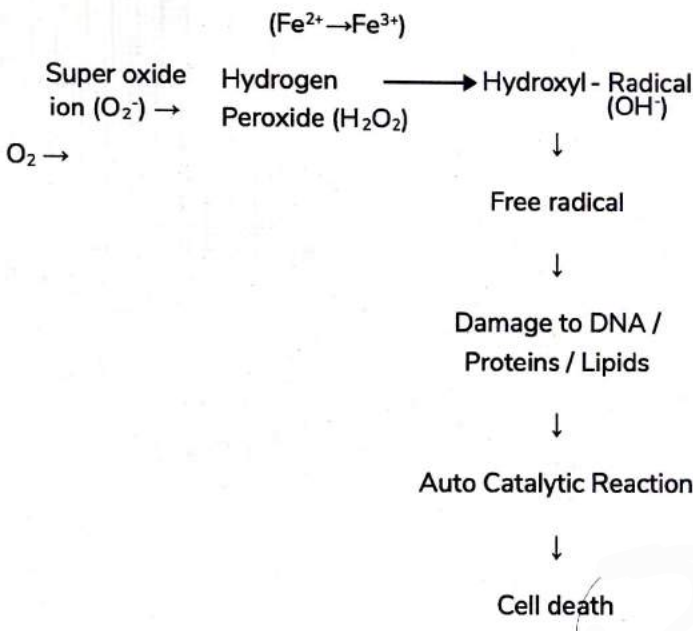 (Fe²⁺→Fe³⁺)
Super oxide Hydrogen → Hydroxyl - Radical
ion (O₂⁻) → Peroxide (H₂O₂) (OH⁻)
O₂ → ↓
Free radical
↓
Damage to DNA /
Proteins / Lipids
↓
Auto Catalytic Reaction
↓
Cell death